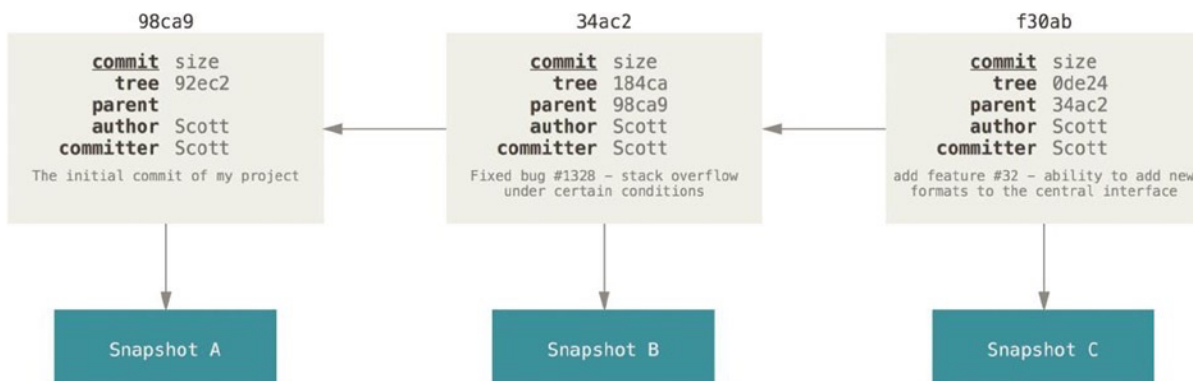 98ca9
commit size
tree 92ec2
parent
author Scott
committer Scott
The initial commit of my project
Snapshot A
34ac2
commit size
tree 184ca
parent 98ca9
author Scott
committer Scott
Fixed bug #1328 – stack overflow
under certain conditions
Snapshot B
f30ab
commit size
tree 0de24
parent 34ac2
author Scott
committer Scott
add feature #32 – ability to add new
formats to the central interface
Snapshot C